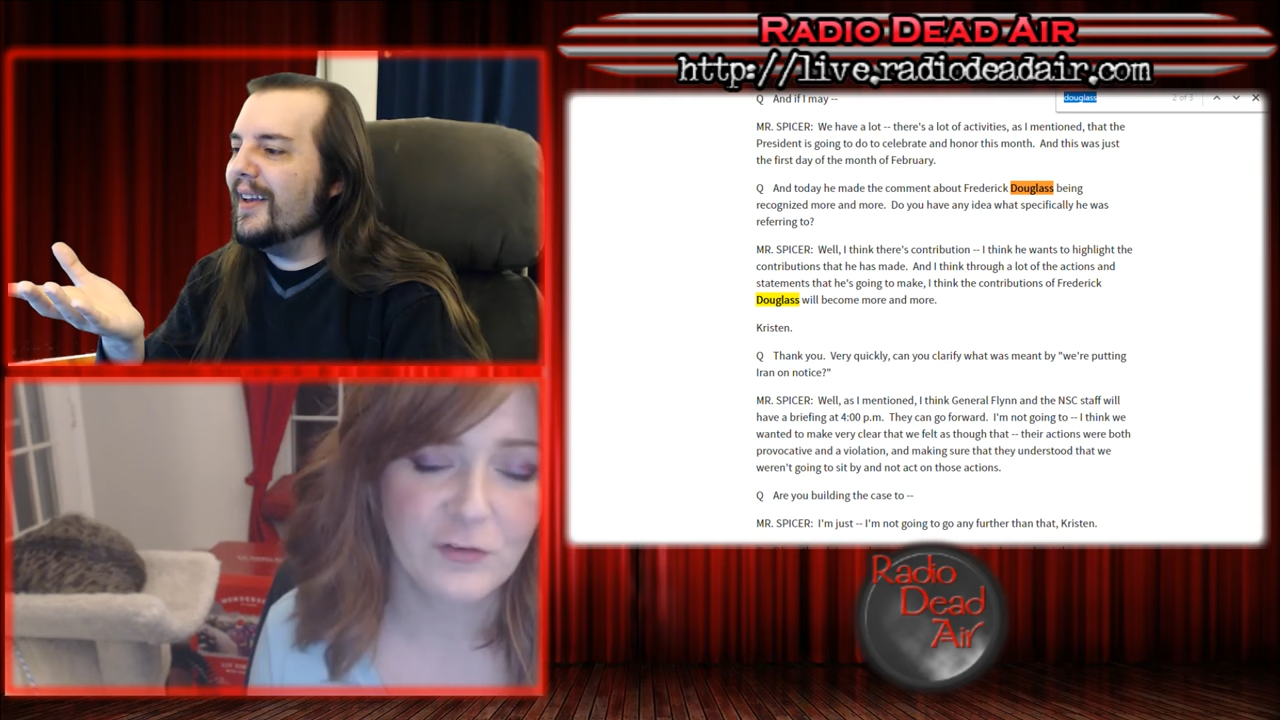 RADIO DEAD AIR
http://live.radiodeadair.com
douglass 2 of 3
Q And if I may --
MR. SPICER: We have a lot -- there's a lot of activities, as I mentioned, that the
President is going to do to celebrate and honor this month. And this was just
the first day of the month of February.
Q And today he made the comment about Frederick Douglass being
recognized more and more. Do you have any idea what specifically he was
referring to?
MR. SPICER: Well, I think there's contribution -- I think he wants to highlight the
contributions that he has made. And I think through a lot of the actions and
statements that he's going to make, I think the contributions of Frederick
Douglass will become more and more.
Kristen.
Q Thank you. Very quickly, can you clarify what was meant by "we're putting
Iran on notice?"
MR. SPICER: Well, as I mentioned, I think General Flynn and the NSC staff will
have a briefing at 4:00 p.m. They can go forward. I'm not going to -- I think we
wanted to make very clear that we felt as though that -- their actions were both
provocative and a violation, and making sure that they understood that we
weren't going to sit by and not act on those actions.
Q Are you building the case to --
MR. SPICER: I'm just -- I'm not going to go any further than that, Kristen.
Radio
Dead
Air